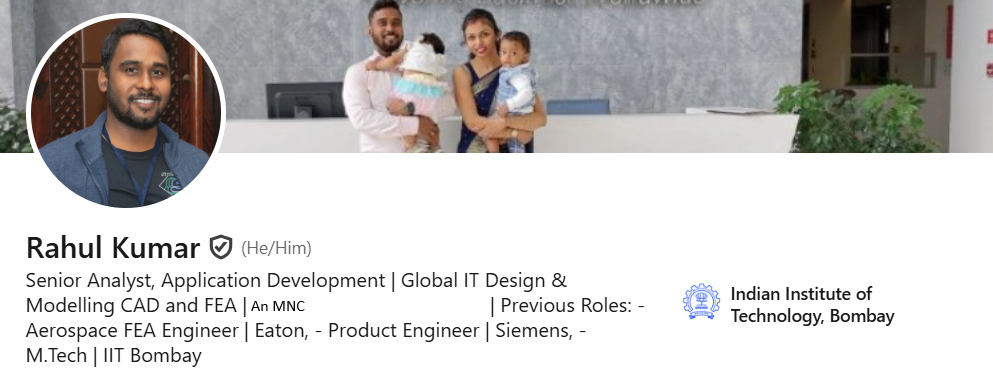 Rahul Kumar (He/Him)
Senior Analyst, Application Development | Global IT Design &
Modelling CAD and FEA | An MNC | Previous Roles: -
Aerospace FEA Engineer | Eaton, - Product Engineer | Siemens, -
M.Tech | IIT Bombay
Indian Institute of
Technology, Bombay